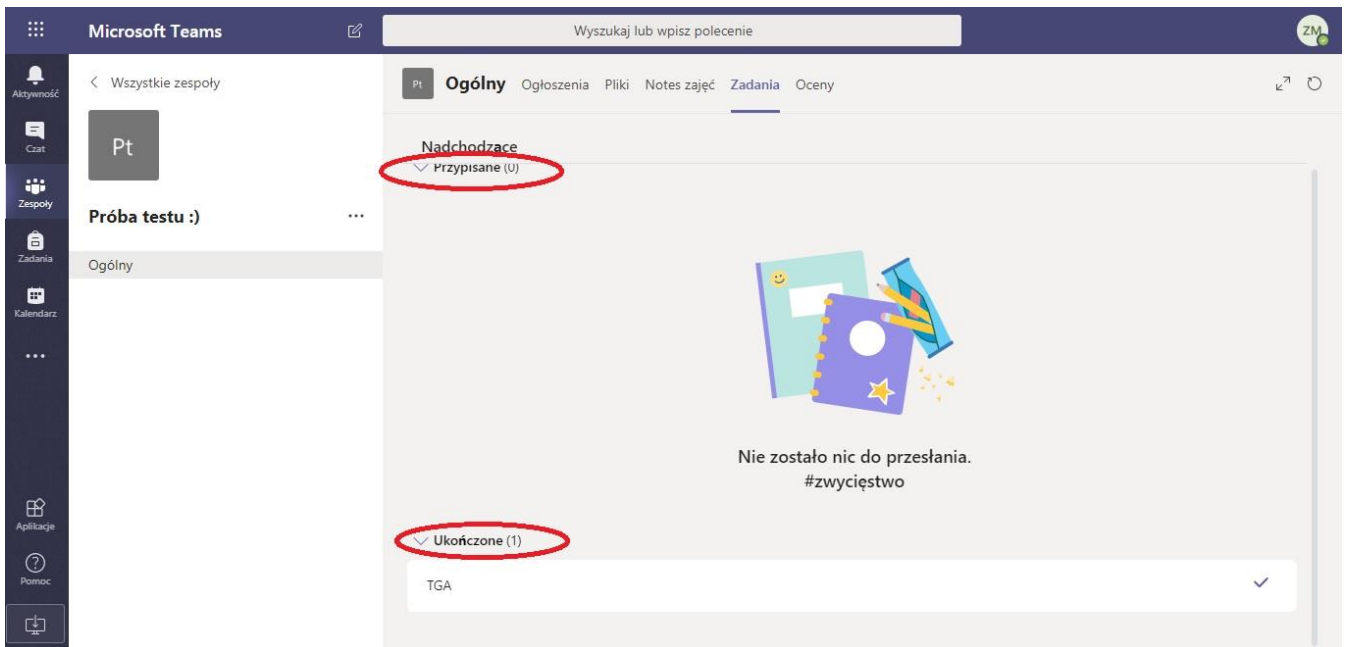 Microsoft Teams
Wyszukaj lub wpisz polecenie
ZM
Aktywność
Czat
Zespoły
Zadania
Kalendarz
Aplikacje
Pomoc
Wszystkie zespoły
Pt
Próba testu :)
Ogólny
Pt Ogólny Ogłoszenia Pliki Notes zajęć Zadania Oceny
Nadchodzące
Przypisane (0)
Nie zostało nic do przesłania.
#zwycięstwo
Ukończone (1)
TGA